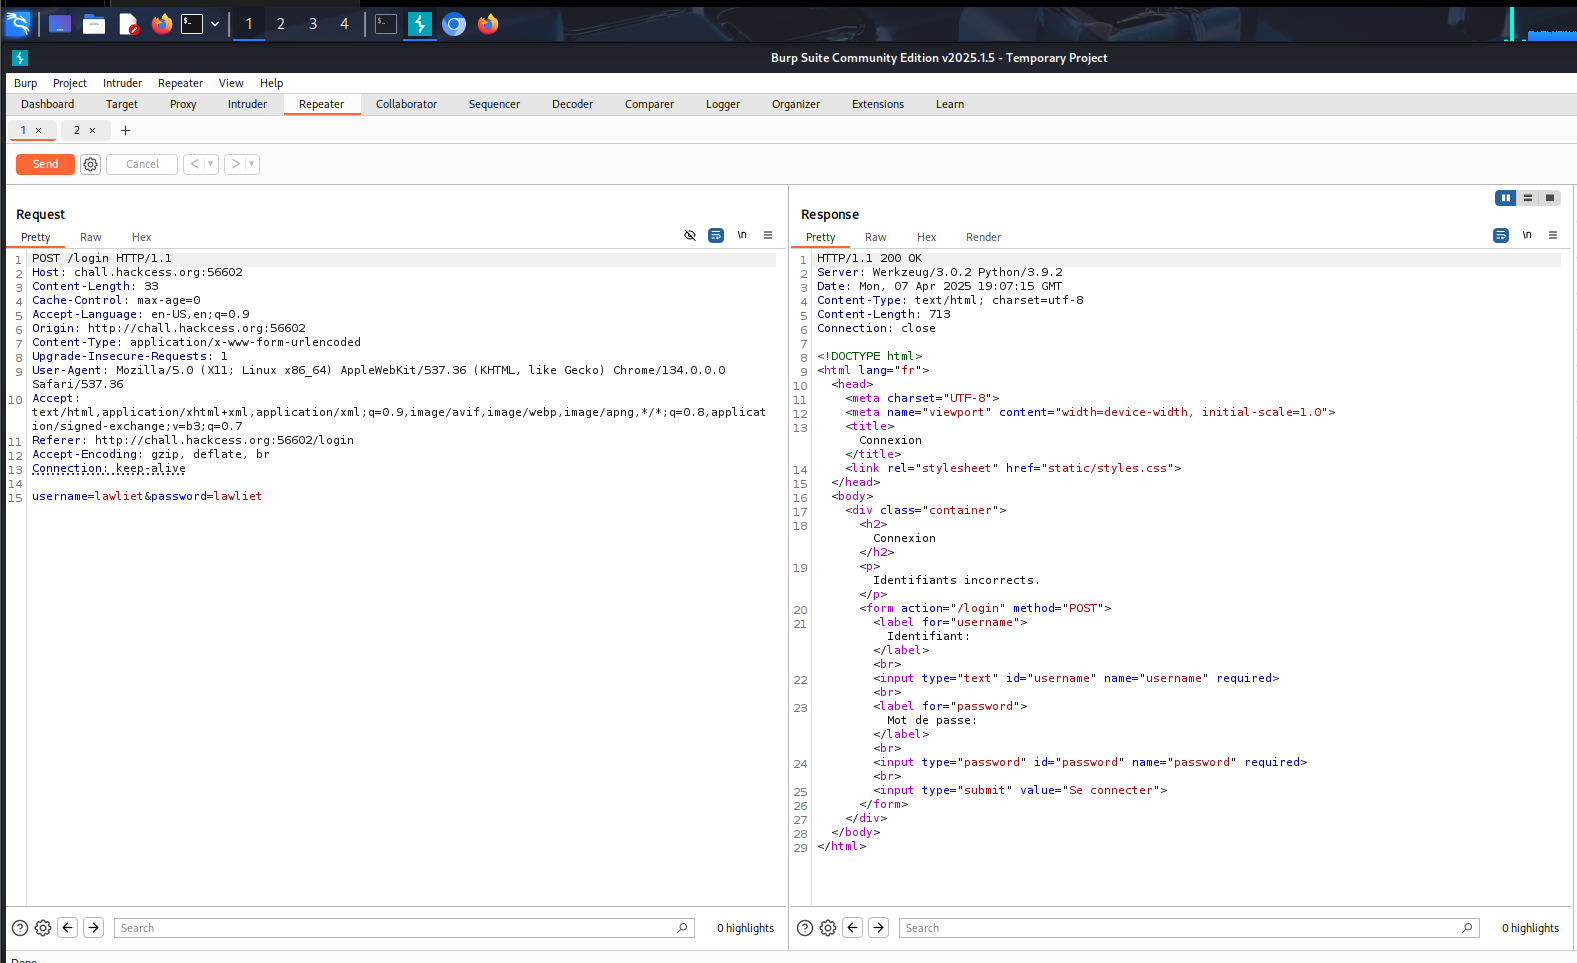 1 2 3 4
Burp Suite Community Edition v2025.1.5 - Temporary Project
Burp Project Intruder Repeater View Help
Dashboard Target Proxy Intruder Repeater Collaborator Sequencer Decoder Comparer Logger Organizer Extensions Learn
1 × 2 × +
Send Cancel < >
Request
Pretty Raw Hex \n
1 POST /login HTTP/1.1
2 Host: chall.hackcess.org:56602
3 Content-Length: 33
4 Cache-Control: max-age=0
5 Accept-Language: en-US,en;q=0.9
6 Origin: http://chall.hackcess.org:56602
7 Content-Type: application/x-www-form-urlencoded
8 Upgrade-Insecure-Requests: 1
9 User-Agent: Mozilla/5.0 (X11; Linux x86_64) AppleWebKit/537.36 (KHTML, like Gecko) Chrome/134.0.0.0
Safari/537.36
10 Accept:
text/html,application/xhtml+xml,application/xml;q=0.9,image/avif,image/webp,image/apng,*/*;q=0.8,applicat
ion/signed-exchange;v=b3;q=0.7
11 Referer: http://chall.hackcess.org:56602/login
12 Accept-Encoding: gzip, deflate, br
13 Connection: keep-alive
14
15 username=lawliet&password=lawliet
Search 0 highlights
Response
Pretty Raw Hex Render \n
1 HTTP/1.1 200 OK
2 Server: Werkzeug/3.0.2 Python/3.9.2
3 Date: Mon, 07 Apr 2025 19:07:15 GMT
4 Content-Type: text/html; charset=utf-8
5 Content-Length: 713
6 Connection: close
7
8 <!DOCTYPE html>
9 <html lang="fr">
10 <head>
11 <meta charset="UTF-8">
12 <meta name="viewport" content="width=device-width, initial-scale=1.0">
13 <title>
Connexion
</title>
14 <link rel="stylesheet" href="static/styles.css">
15 </head>
16 <body>
17 <div class="container">
18 <h2>
Connexion
</h2>
19 <p>
Identifiants incorrects.
</p>
20 <form action="/login" method="POST">
21 <label for="username">
Identifiant:
</label>
<br>
22 <input type="text" id="username" name="username" required>
<br>
23 <label for="password">
Mot de passe:
</label>
<br>
24 <input type="password" id="password" name="password" required>
<br>
25 <input type="submit" value="Se connecter">
26 </form>
27 </div>
28 </body>
29 </html>
Search 0 highlights
Done